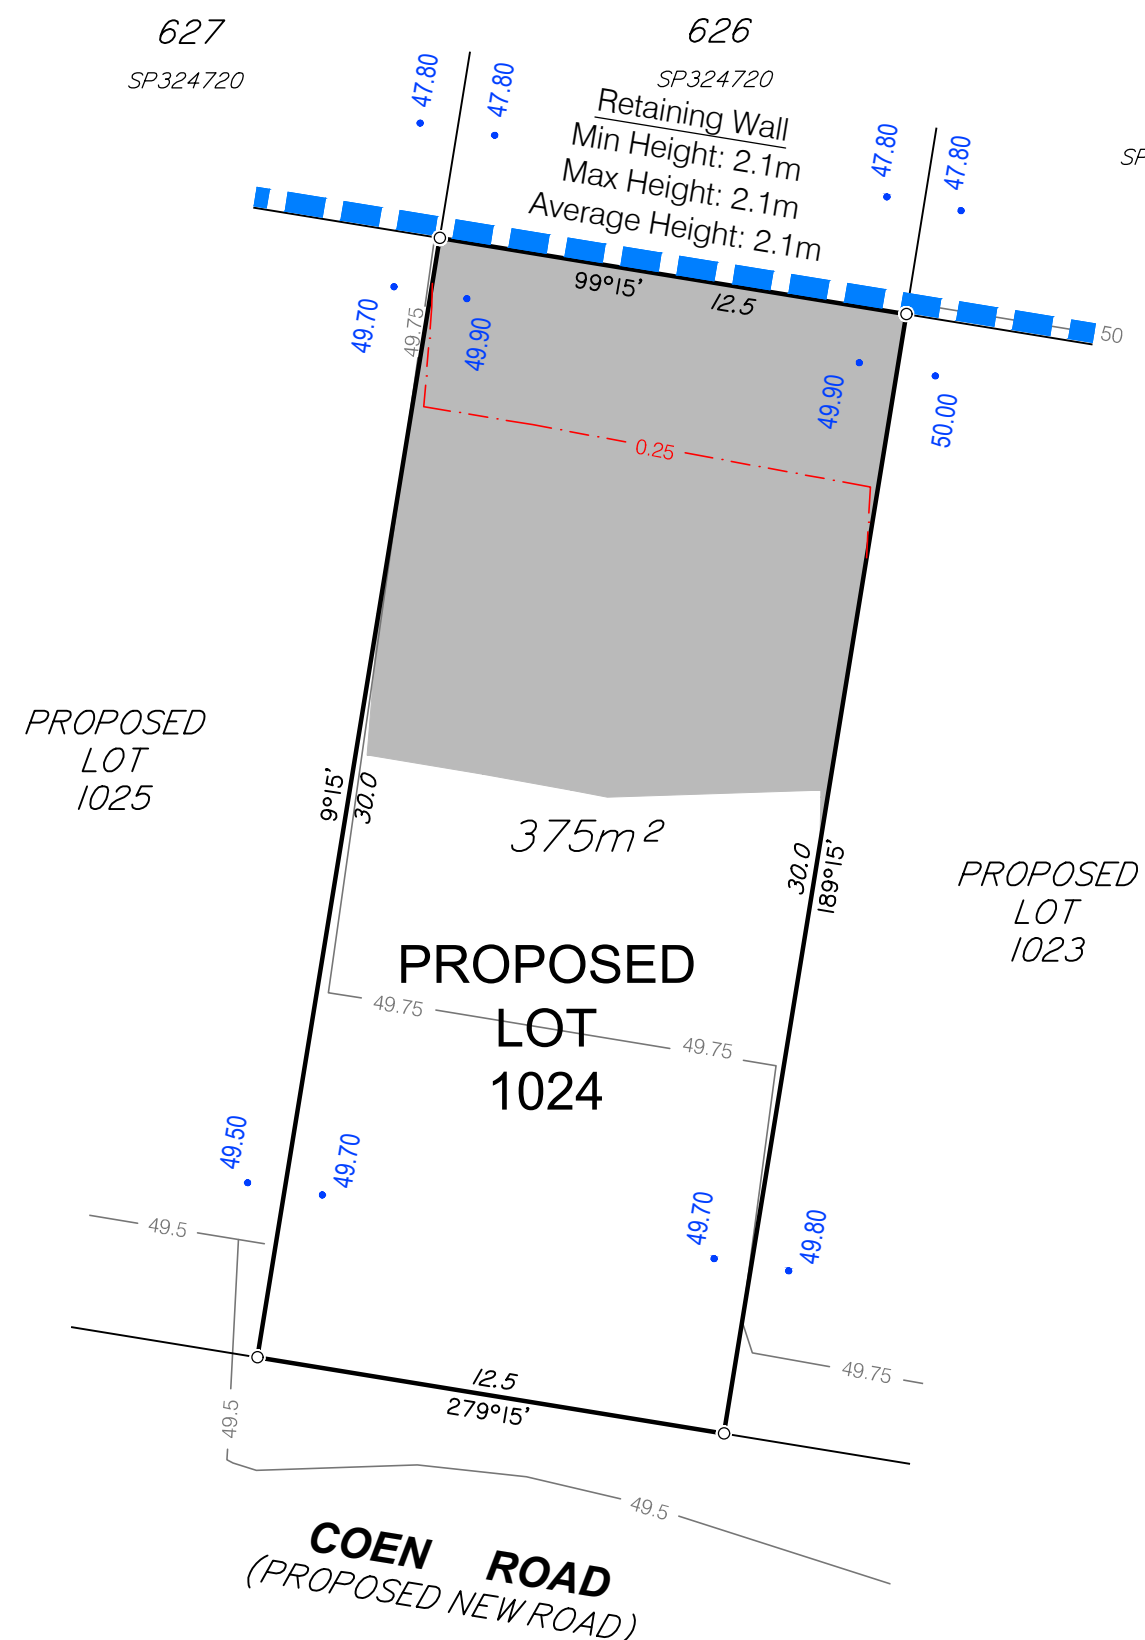 627
626
SP324720
SP324720
SP
47.80
47.80
47.80
47.80
Retaining Wall
Min Height: 2.1m
Max Height: 2.1m
Average Height: 2.1m
99°15'
12.5
49.70
49.75
49.90
49.90
50.00
50
0.25
PROPOSED
LOT
1025
9°15'
30.0
375m²
30.0
189°15'
PROPOSED
LOT
1023
PROPOSED
LOT
1024
49.75
49.75
49.50
49.70
49.70
49.80
49.5
49.75
49.5
12.5
279°15'
49.5
COEN ROAD
(PROPOSED NEW ROAD)